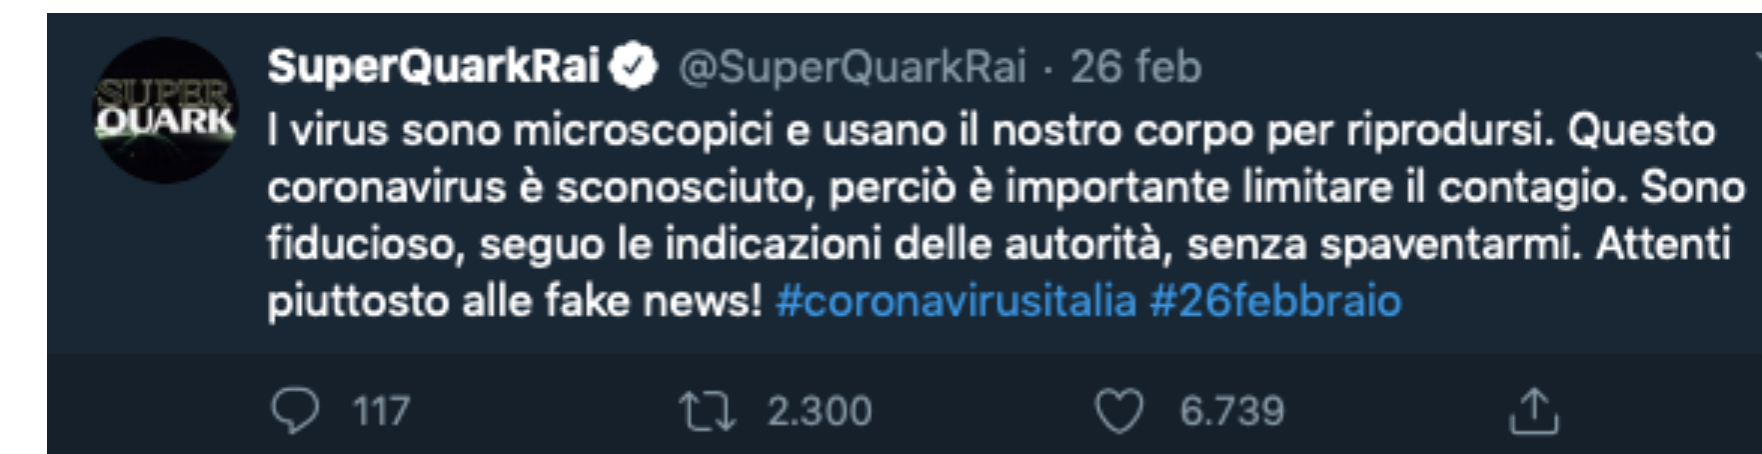 SUPER
QUARK
SuperQuarkRai @SuperQuarkRai · 26 feb
I virus sono microscopici e usano il nostro corpo per riprodursi. Questo
coronavirus è sconosciuto, perciò è importante limitare il contagio. Sono
fiducioso, seguo le indicazioni delle autorità, senza spaventarmi. Attenti
piuttosto alle fake news! #coronavirusitalia #26febbraio
117 2.300 6.739